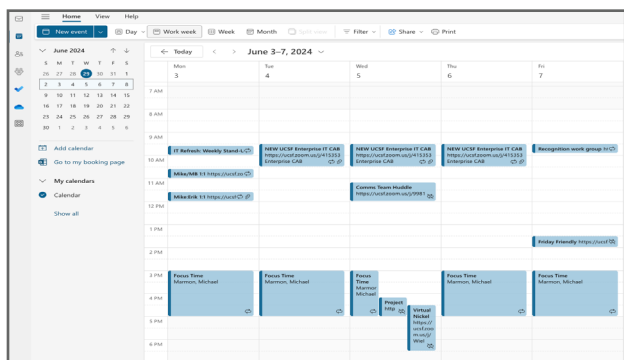 Home View Help
New event Day Work week Week Month Split view Filter Share Print
June 2024
S M T W T F S
26 27 28 29 30 31 1
2 3 4 5 6 7 8
9 10 11 12 13 14 15
16 17 18 19 20 21 22
23 24 25 26 27 28 29
30 1 2 3 4 5 6
Add calendar
Go to my booking page
My calendars
Calendar
Show all
Today June 3–7, 2024
Mon Tue Wed Thu Fri
3 4 5 6 7
7 AM
8 AM
9 AM
10 AM
11 AM
12 PM
1 PM
2 PM
3 PM
4 PM
5 PM
6 PM
IT Refresh: Weekly Stand-U
Mike/MB 1:1 https://ucsf.zo
Mike:Erik 1:1 https://ucsf
Focus Time
Marmon, Michael
NEW UCSF Enterprise IT CAB
https://ucsf.zoom.us/j/415353
Enterprise CAB
Focus Time
Marmon, Michael
NEW UCSF Enterprise IT CAB
https://ucsf.zoom.us/j/415353
Enterprise CAB
Comms Team Huddle
https://ucsf.zoom.us/j/9981
Focus
Time
Marmor
Michael
Project
http
Virtual
Nickel
https://
ucsf.zoo
m.us/j/
Wiel
NEW UCSF Enterprise IT CAB
https://ucsf.zoom.us/j/415353
Enterprise CAB
Focus Time
Marmon, Michael
Recognition work group
Friday Friendly https://ucsf
Focus Time
Marmon, Michael